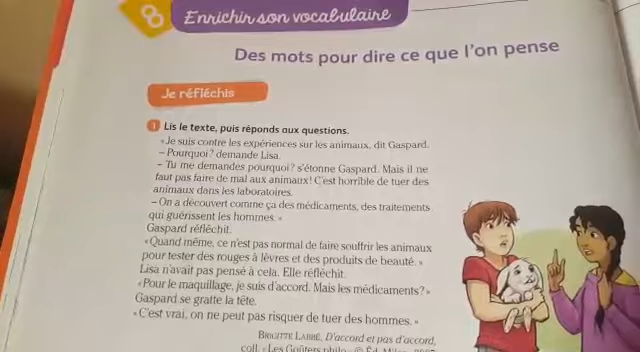 8 Enrichir son vocabulaire
Des mots pour dire ce que l'on pense
Je réfléchis
1 Lis le texte, puis réponds aux questions.
« Je suis contre les expériences sur les animaux, dit Gaspard.
– Pourquoi ? demande Lisa.
– Tu me demandes pourquoi ? s'étonne Gaspard. Mais il ne
faut pas faire de mal aux animaux ! C'est horrible de tuer des
animaux dans les laboratoires.
– On a découvert comme ça des médicaments, des traitements
qui guérissent les hommes. »
Gaspard réfléchit.
« Quand même, ce n'est pas normal de faire souffrir les animaux
pour tester des rouges à lèvres et des produits de beauté. »
Lisa n'avait pas pensé à cela. Elle réfléchit.
« Pour le maquillage, je suis d'accord. Mais les médicaments ? »
Gaspard se gratte la tête.
« C'est vrai, on ne peut pas risquer de tuer des hommes. »
BRIGITTE LABBÉ, D'accord et pas d'accord,
coll. « Les Goûters philo